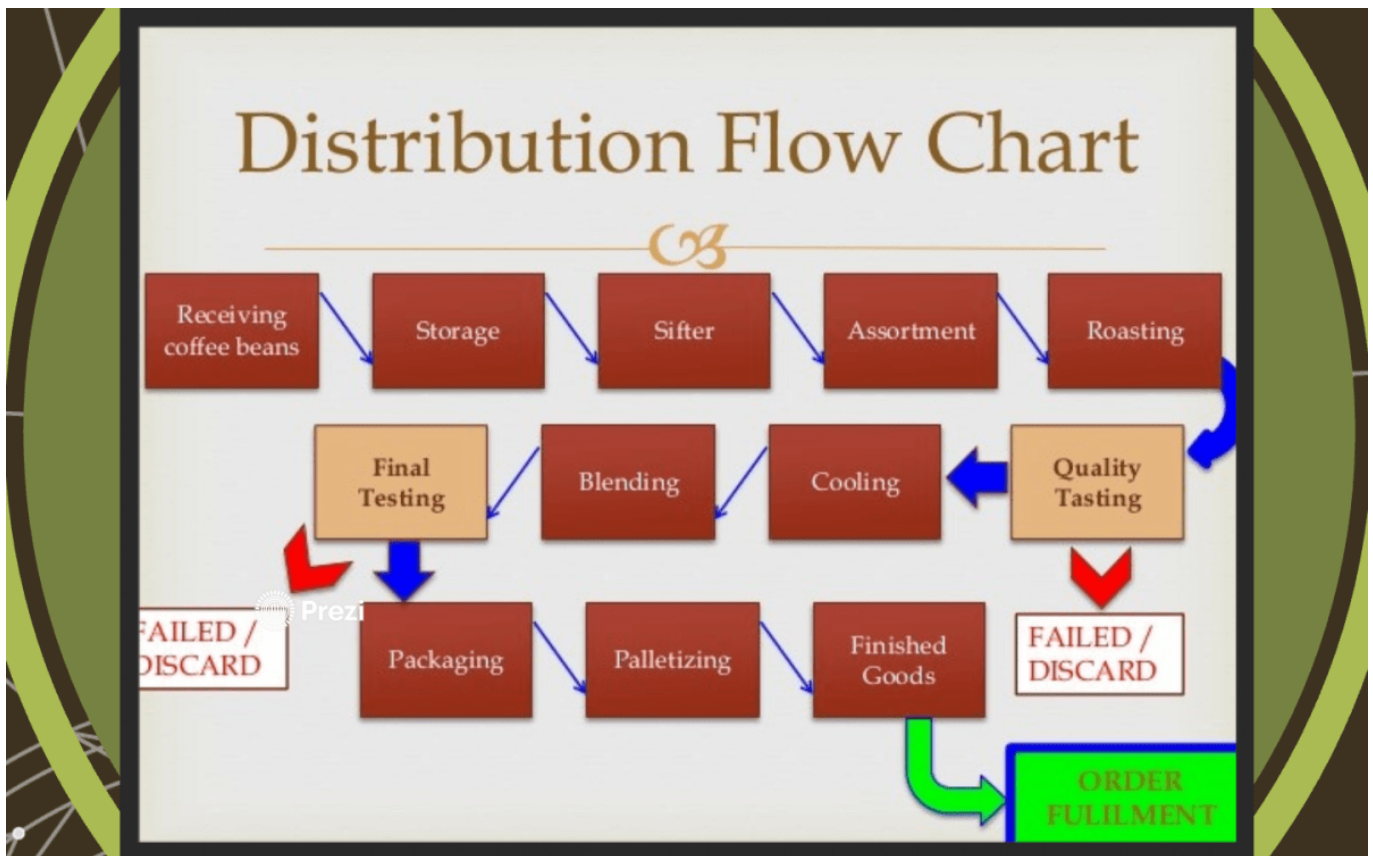 Distribution Flow Chart
Receiving
coffee beans
Storage
Sifter
Assortment
Roasting
Final
Testing
Blending
Cooling
Quality
Tasting
FAILED /
DISCARD
Prezi
Packaging
Palletizing
Finished
Goods
FAILED /
DISCARD
ORDER
FULILMENT